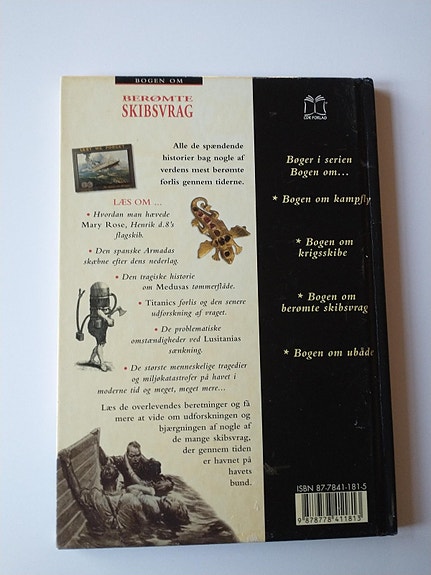 BOGEN OM
BERØMTE
SKIBSVRAG
Alle de spændende
historier bag nogle af
verdens mest berømte
forlis gennem tiderne.
LÆS OM ...
• Hvordan man hævede
Mary Rose, Henrik d.8's
flagskib.
• Den spanske Armadas
skæbne efter dens nederlag.
• Den tragiske historie
om Medusas tømmerflåde.
• Titanics forlis og den senere
udforskning af vraget.
• De problematiske
omstændigheder ved Lusitanias
sænkning.
• De største menneskelige tragedier
og miljøkatastrofer på havet i
moderne tid og meget, meget mere...
Læs de overlevendes beretninger og få
mere at vide om udforskningen og
bjærgningen af nogle af
de mange skibsvrag,
der gennem tiden
er havnet på
havets
bund.
Bøger i serien
Bogen om...
* Bogen om kampfly
* Bogen om
krigsskibe
* Bogen om
berømte skibsvrag
* Bogen om ubåde
ISBN 87-7841-181-5
9 788778 411813